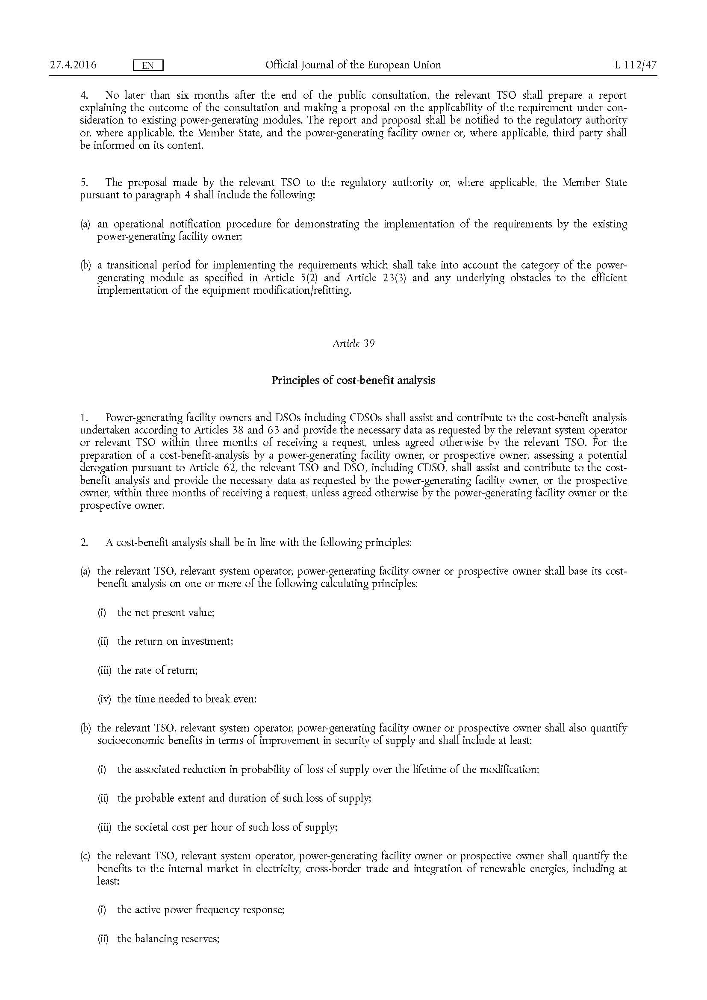 27.4.2016 EN Official Journal of the European Union L 112/47
4. No later than six months after the end of the public consultation, the relevant TSO shall prepare a report
explaining the outcome of the consultation and making a proposal on the applicability of the requirement under con-
sideration to existing power-generating modules. The report and proposal shall be notified to the regulatory authority
or, where applicable, the Member State, and the power-generating facility owner or, where applicable, third party shall
be informed on its content.
5. The proposal made by the relevant TSO to the regulatory authority or, where applicable, the Member State
pursuant to paragraph 4 shall include the following:
(a) an operational notification procedure for demonstrating the implementation of the requirements by the existing
power-generating facility owner;
(b) a transitional period for implementing the requirements which shall take into account the category of the power-
generating module as specified in Article 5(2) and Article 23(3) and any underlying obstacles to the efficient
implementation of the equipment modification/refitting.
Article 39
Principles of cost-benefit analysis
1. Power-generating facility owners and DSOs including CDSOs shall assist and contribute to the cost-benefit analysis
undertaken according to Articles 38 and 63 and provide the necessary data as requested by the relevant system operator
or relevant TSO within three months of receiving a request, unless agreed otherwise by the relevant TSO. For the
preparation of a cost-benefit-analysis by a power-generating facility owner, or prospective owner, assessing a potential
derogation pursuant to Article 62, the relevant TSO and DSO, including CDSO, shall assist and contribute to the cost-
benefit analysis and provide the necessary data as requested by the power-generating facility owner, or the prospective
owner, within three months of receiving a request, unless agreed otherwise by the power-generating facility owner or the
prospective owner.
2. A cost-benefit analysis shall be in line with the following principles:
(a) the relevant TSO, relevant system operator, power-generating facility owner or prospective owner shall base its cost-
benefit analysis on one or more of the following calculating principles:
(i) the net present value;
(ii) the return on investment;
(iii) the rate of return;
(iv) the time needed to break even;
(b) the relevant TSO, relevant system operator, power-generating facility owner or prospective owner shall also quantify
socioeconomic benefits in terms of improvement in security of supply and shall include at least:
(i) the associated reduction in probability of loss of supply over the lifetime of the modification;
(ii) the probable extent and duration of such loss of supply;
(iii) the societal cost per hour of such loss of supply;
(c) the relevant TSO, relevant system operator, power-generating facility owner or prospective owner shall quantify the
benefits to the internal market in electricity, cross-border trade and integration of renewable energies, including at
least:
(i) the active power frequency response;
(ii) the balancing reserves;